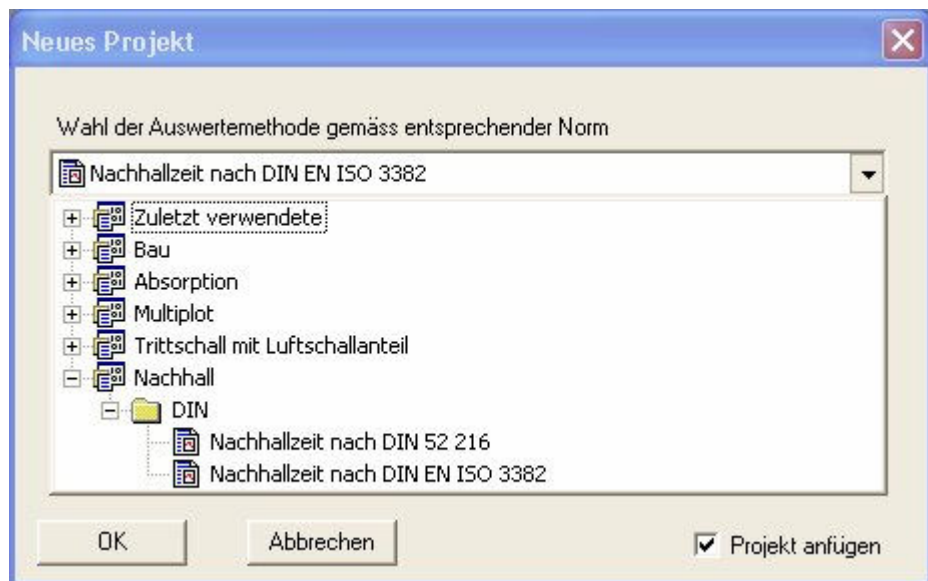 Neues Projekt
Wahl der Auswertemethode gemäss entsprechender Norm
Nachhallzeit nach DIN EN ISO 3382
Zuletzt verwendete
Bau
Absorption
Multiplot
Trittschall mit Luftschallanteil
Nachhall
DIN
Nachhallzeit nach DIN 52 216
Nachhallzeit nach DIN EN ISO 3382
OK Abbrechen Projekt anfügen